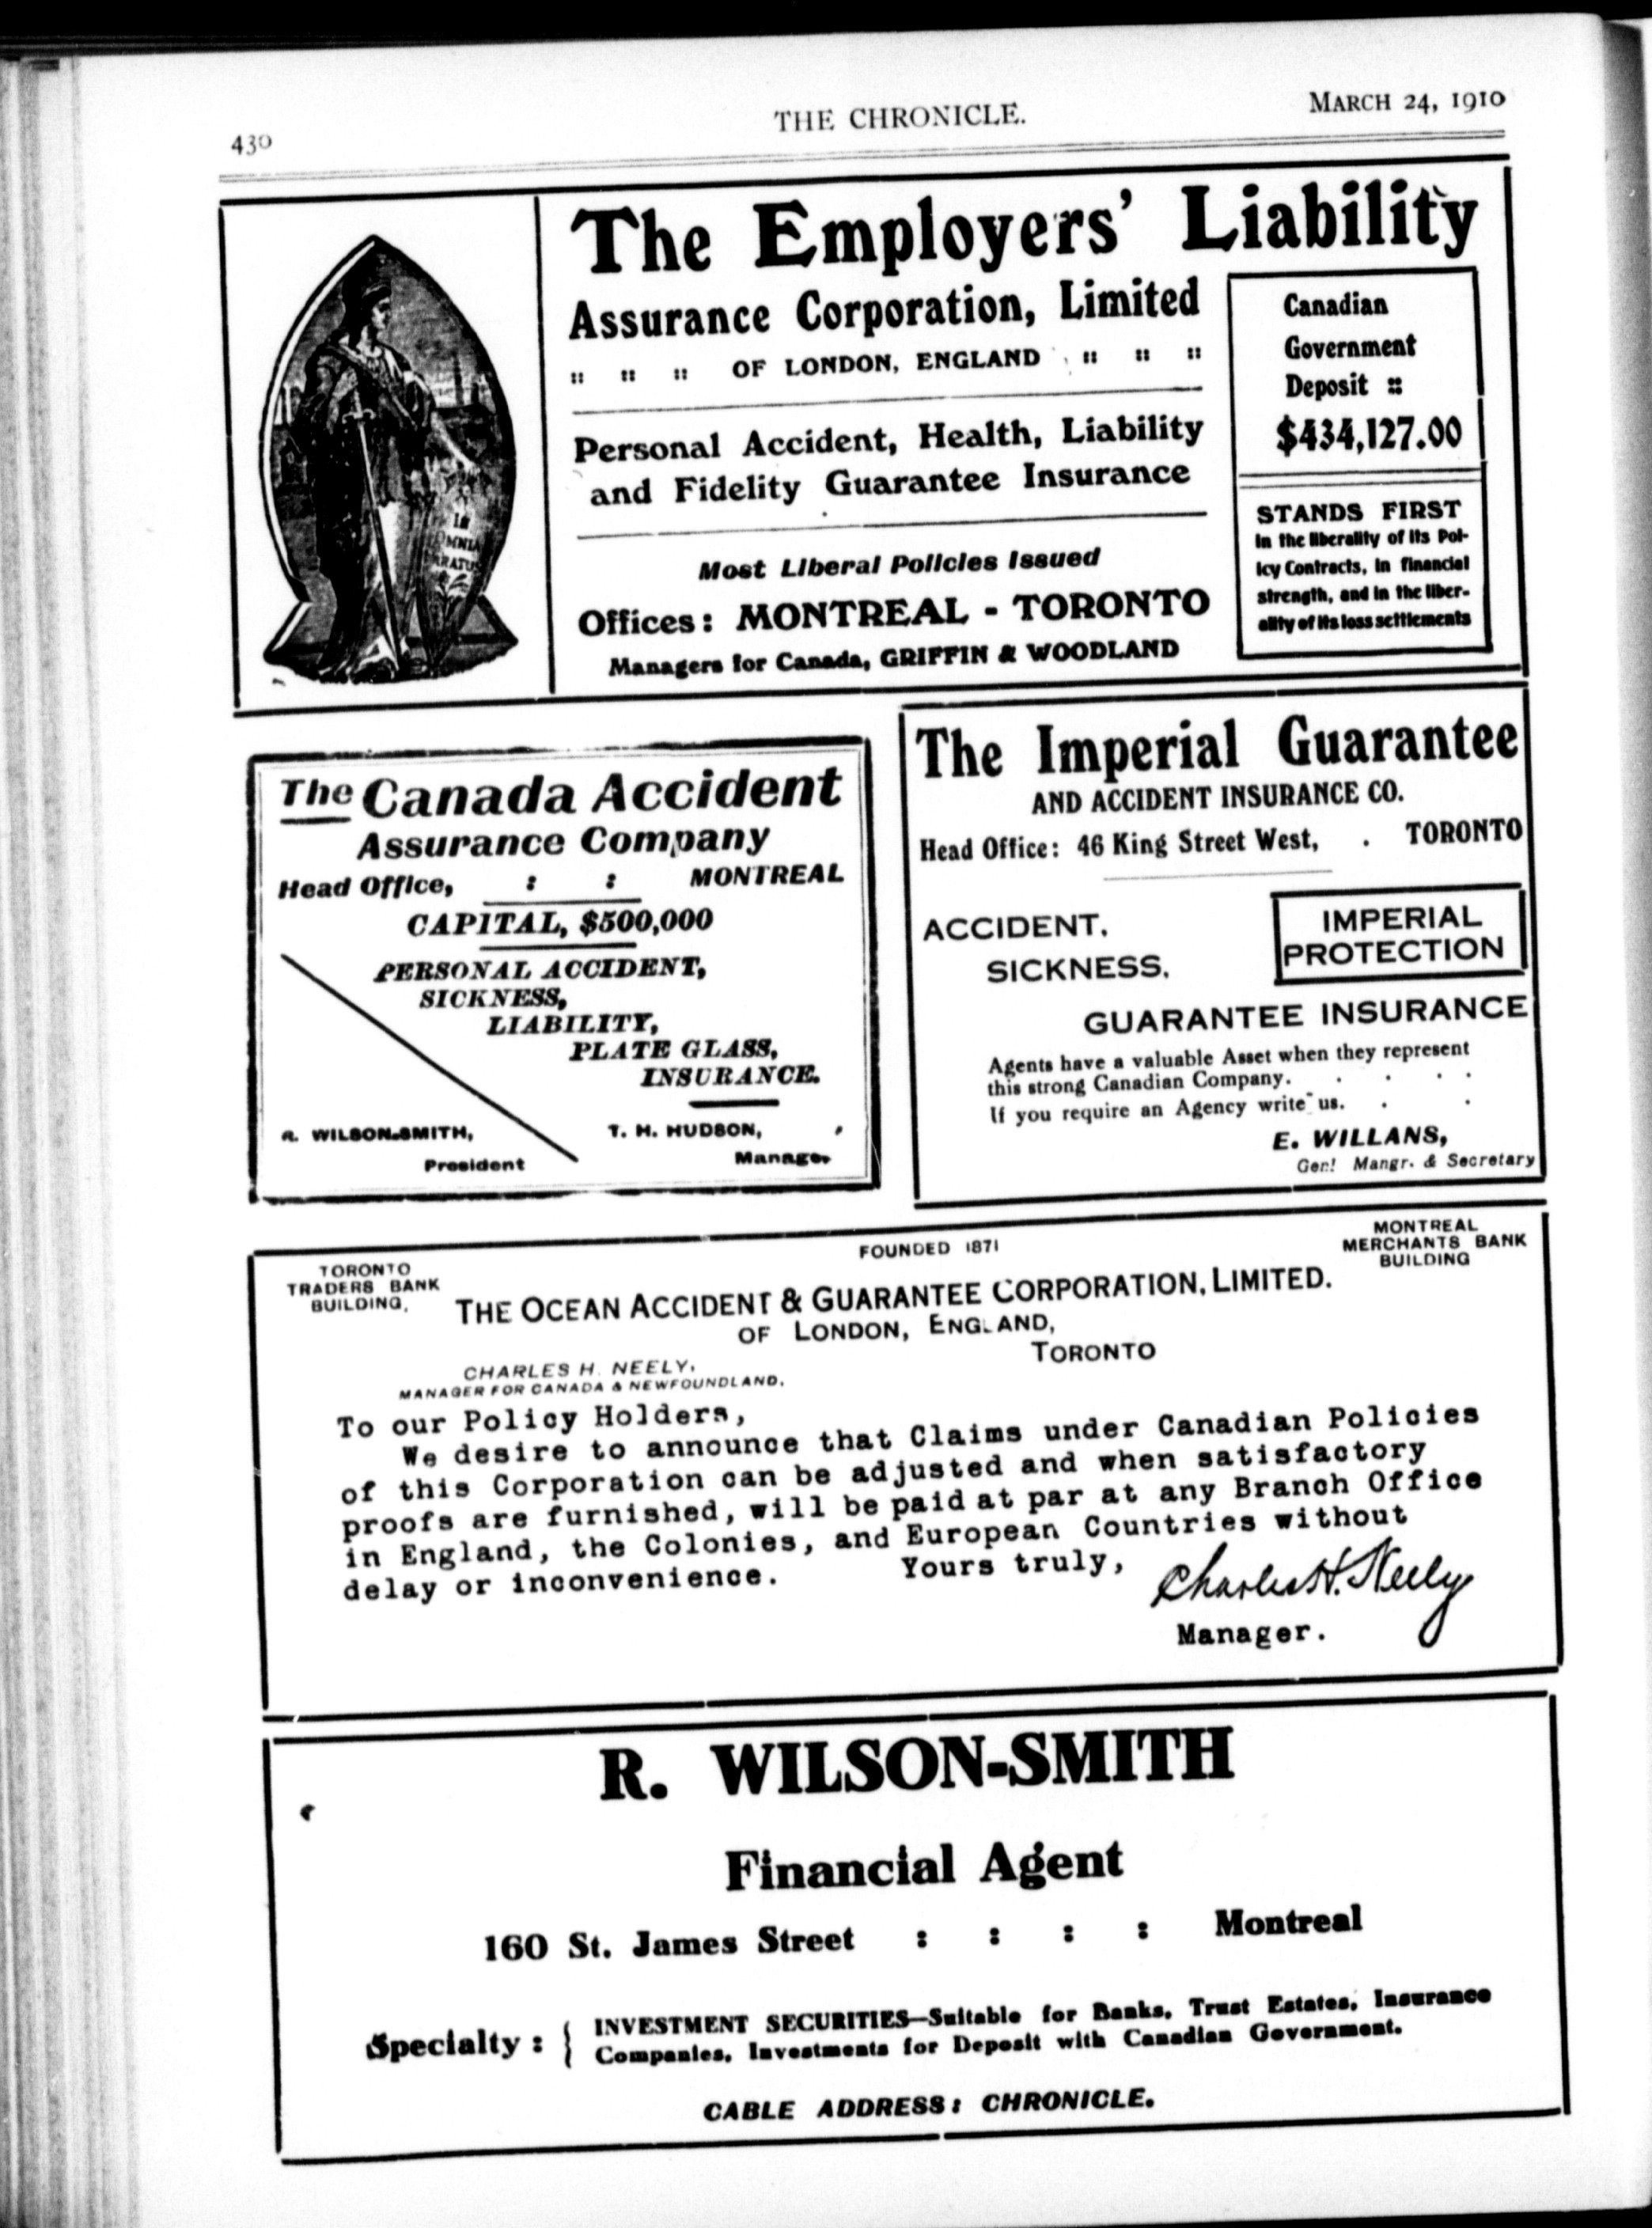 430
THE CHRONICLE.
MARCH 24, 1910
The Employers' Liability
Assurance Corporation, Limited
:: :: :: OF LONDON, ENGLAND :: :: ::
Personal Accident, Health, Liability
and Fidelity Guarantee Insurance
Most Liberal Policies Issued
Offices: MONTREAL - TORONTO
Managers for Canada, GRIFFIN & WOODLAND
Canadian
Government
Deposit ::
$434,127.00
STANDS FIRST
in the liberality of its Pol-
icy Contracts, in financial
strength, and in the liber-
ality of its loss settlements
IN
OMNIA
The Canada Accident
Assurance Company
Head Office, : : MONTREAL
CAPITAL, $500,000
PERSONAL ACCIDENT,
SICKNESS,
LIABILITY,
PLATE GLASS,
INSURANCE.
R. WILSON-SMITH,
President
T. H. HUDSON,
Manager
The Imperial Guarantee
AND ACCIDENT INSURANCE CO.
Head Office: 46 King Street West, . TORONTO
ACCIDENT,
SICKNESS,
IMPERIAL
PROTECTION
GUARANTEE INSURANCE
Agents have a valuable Asset when they represent
this strong Canadian Company. . . . .
If you require an Agency write us. . .
E. WILLANS,
Genl Mangr. & Secretary
FOUNDED 1871
TORONTO
TRADERS BANK
BUILDING,
MONTREAL
MERCHANTS BANK
BUILDING
THE OCEAN ACCIDENT & GUARANTEE CORPORATION, LIMITED.
OF LONDON, ENGLAND,
TORONTO
CHARLES H. NEELY,
MANAGER FOR CANADA & NEWFOUNDLAND.
To our Policy Holders,
We desire to announce that Claims under Canadian Policies
of this Corporation can be adjusted and when satisfactory
proofs are furnished, will be paid at par at any Branch Office
in England, the Colonies, and European Countries without
delay or inconvenience. Yours truly,
Charles H. Neely
Manager.
R. WILSON-SMITH
Financial Agent
160 St. James Street : : : : Montreal
Specialty : { INVESTMENT SECURITIES—Suitable for Banks, Trust Estates, Insurance
Companies, Investments for Deposit with Canadian Government.
CABLE ADDRESS: CHRONICLE.